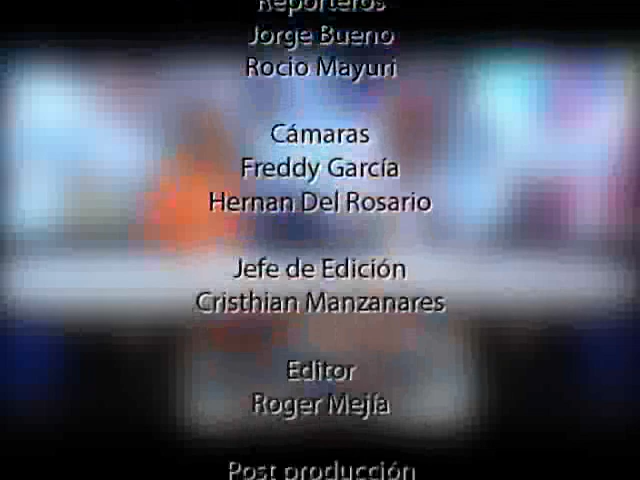 Reporteros
Jorge Bueno
Rocio Mayuri
Cámaras
Freddy García
Hernan Del Rosario
Jefe de Edición
Cristhian Manzanares
Editor
Roger Mejía
Post producción